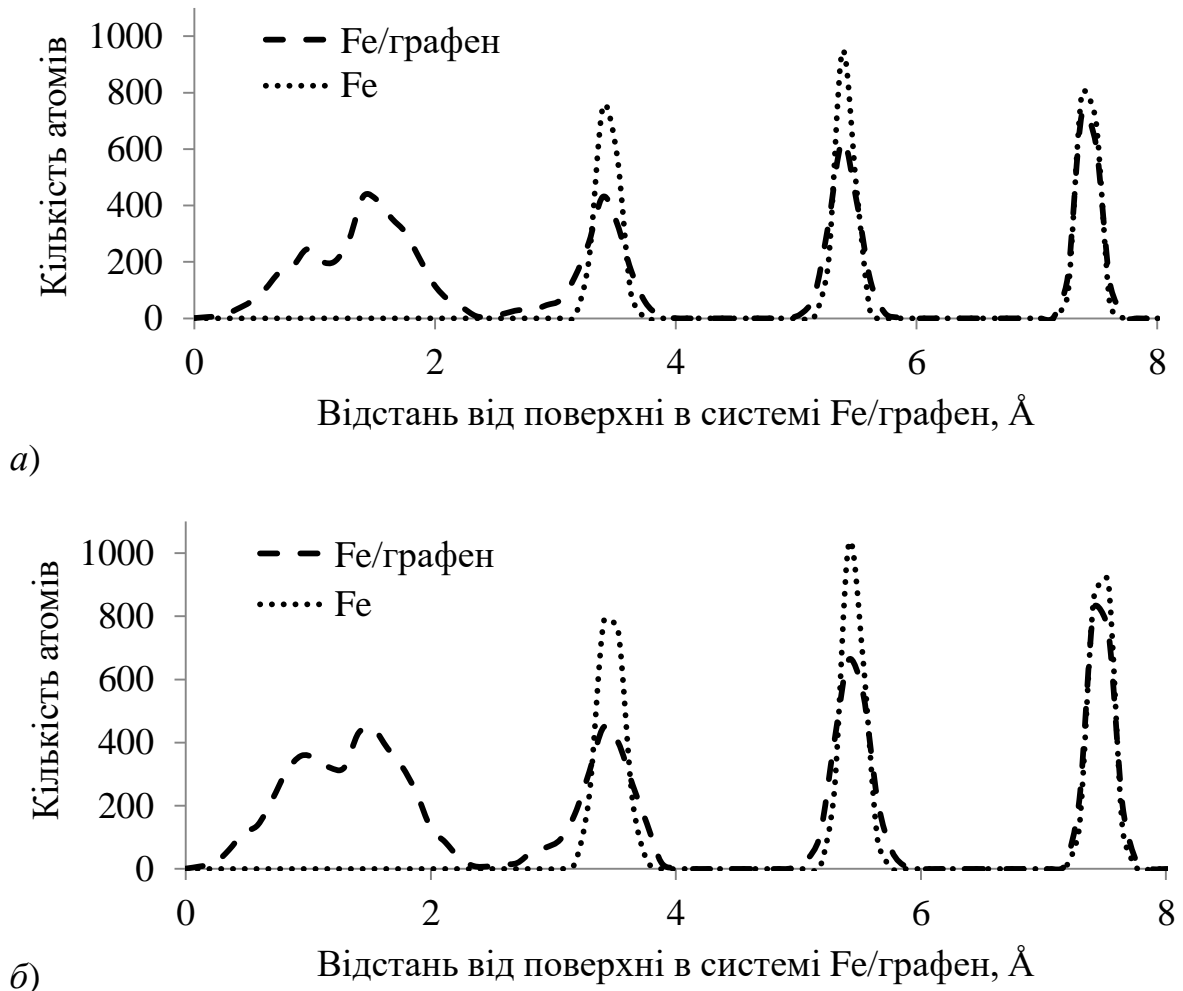 Кількість атомів
1000
800
600
400
200
0
Fe/графен
Fe
0 2 4 6 8
Відстань від поверхні в системі Fe/графен, Å
а)
Кількість атомів
1000
800
600
400
200
0
Fe/графен
Fe
0 2 4 6 8
Відстань від поверхні в системі Fe/графен, Å
б)